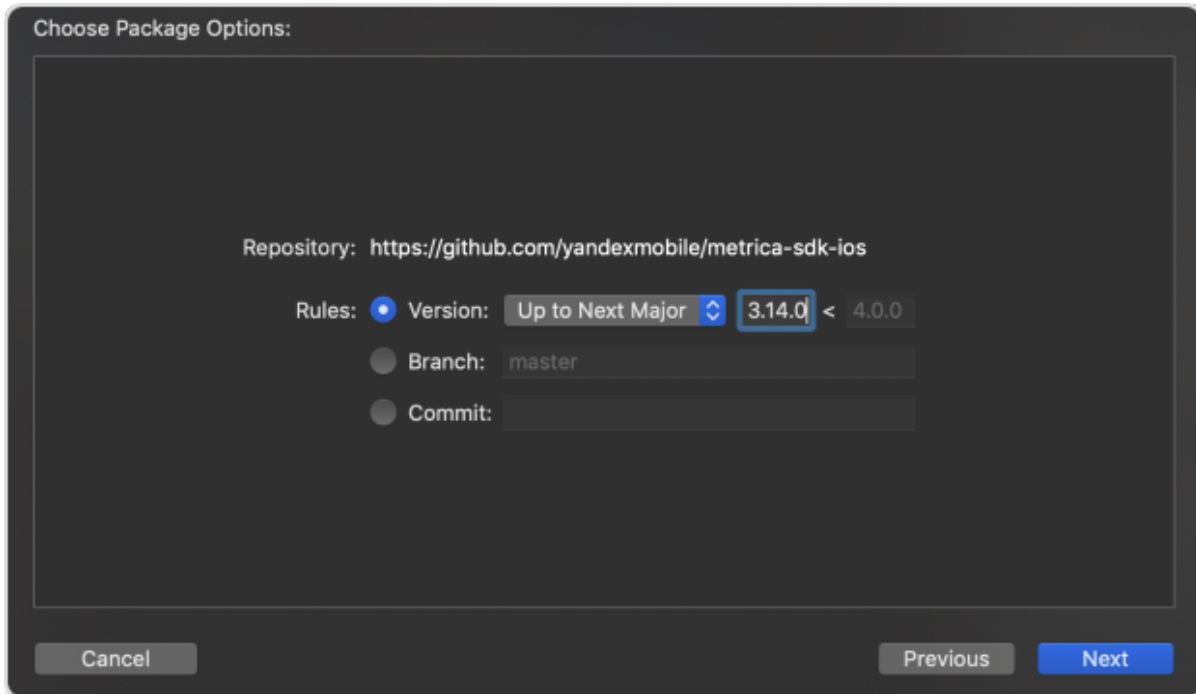 Choose Package Options:
Repository: https://github.com/yandexmobile/metrica-sdk-ios
Rules: Version: Up to Next Major 3.14.0 < 4.0.0
Branch: master
Commit:
Cancel Previous Next